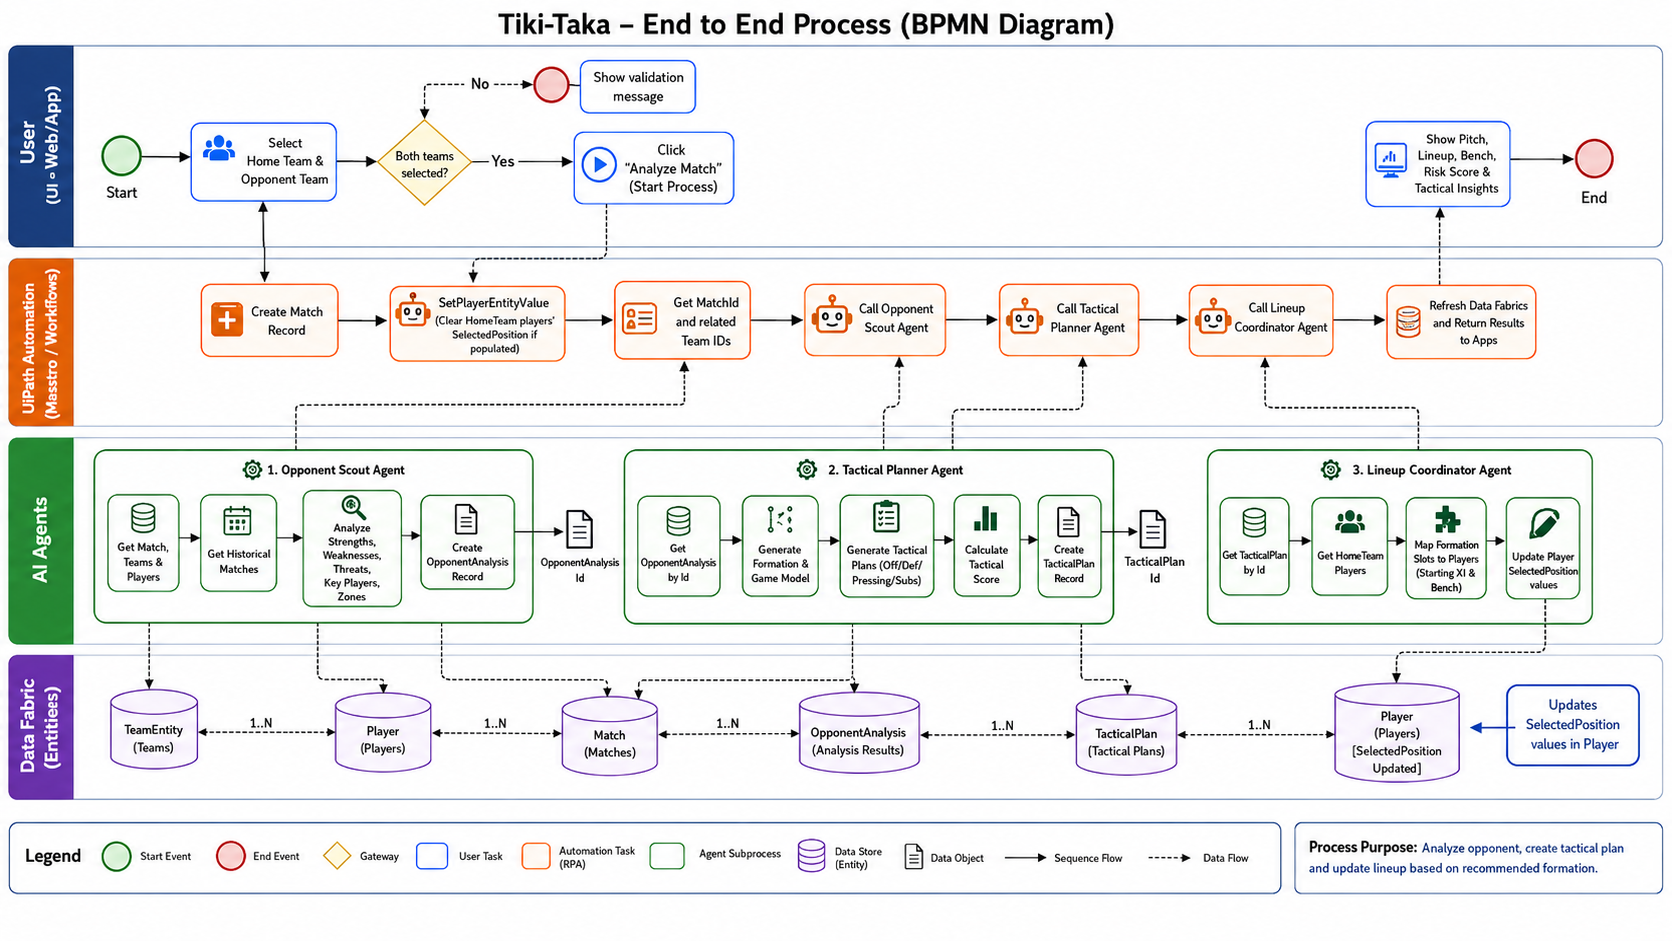 Tiki-Taka – End to End Process (BPMN Diagram)
User
(UI - Web/App)
Start
Select
Home Team &
Opponent Team
Both teams
selected?
No
Show validation
message
Yes
Click
“Analyze Match”
(Start Process)
Show Pitch,
Lineup, Bench,
Risk Score &
Tactical Insights
End
UiPath Automation
(Masstro / Workflows)
Create Match
Record
SetPlayerEntityValue
(Clear HomeTeam players'
SelectedPosition if
populated)
Get MatchId
and related
Team IDs
Call Opponent
Scout Agent
Call Tactical
Planner Agent
Call Lineup
Coordinator Agent
Refresh Data Fabrics
and Return Results
to Apps
AI Agents
1. Opponent Scout Agent
Get Match,
Teams &
Players
Get Historical
Matches
Analyze
Strengths,
Weaknesses,
Threats,
Key Players,
Zones
Create
OpponentAnalysis
Record
OpponentAnalysis
Id
2. Tactical Planner Agent
Get
OpponentAnalysis
by Id
Generate
Formation &
Game Model
Generate Tactical
Plans (Off/Def/
Pressing/Subs)
Calculate
Tactical
Score
Create
TacticalPlan
Record
TacticalPlan
Id
3. Lineup Coordinator Agent
Get TacticalPlan
by Id
Get HomeTeam
Players
Map Formation
Slots to Players
(Starting XI &
Bench)
Update Player
SelectedPosition
values
Data Fabric
(Entitiees)
TeamEntity
(Teams)
1..N
Player
(Players)
1..N
Match
(Matches)
1..N
OpponentAnalysis
(Analysis Results)
1..N
TacticalPlan
(Tactical Plans)
1..N
Player
(Players)
[SelectedPosition
Updated]
Updates
SelectedPosition
values in Player
Legend
Start Event
End Event
Gateway
User Task
Automation Task
(RPA)
Agent Subprocess
Data Store
(Entity)
Data Object
Sequence Flow
Data Flow
Process Purpose: Analyze opponent, create tactical plan
and update lineup based on recommended formation.